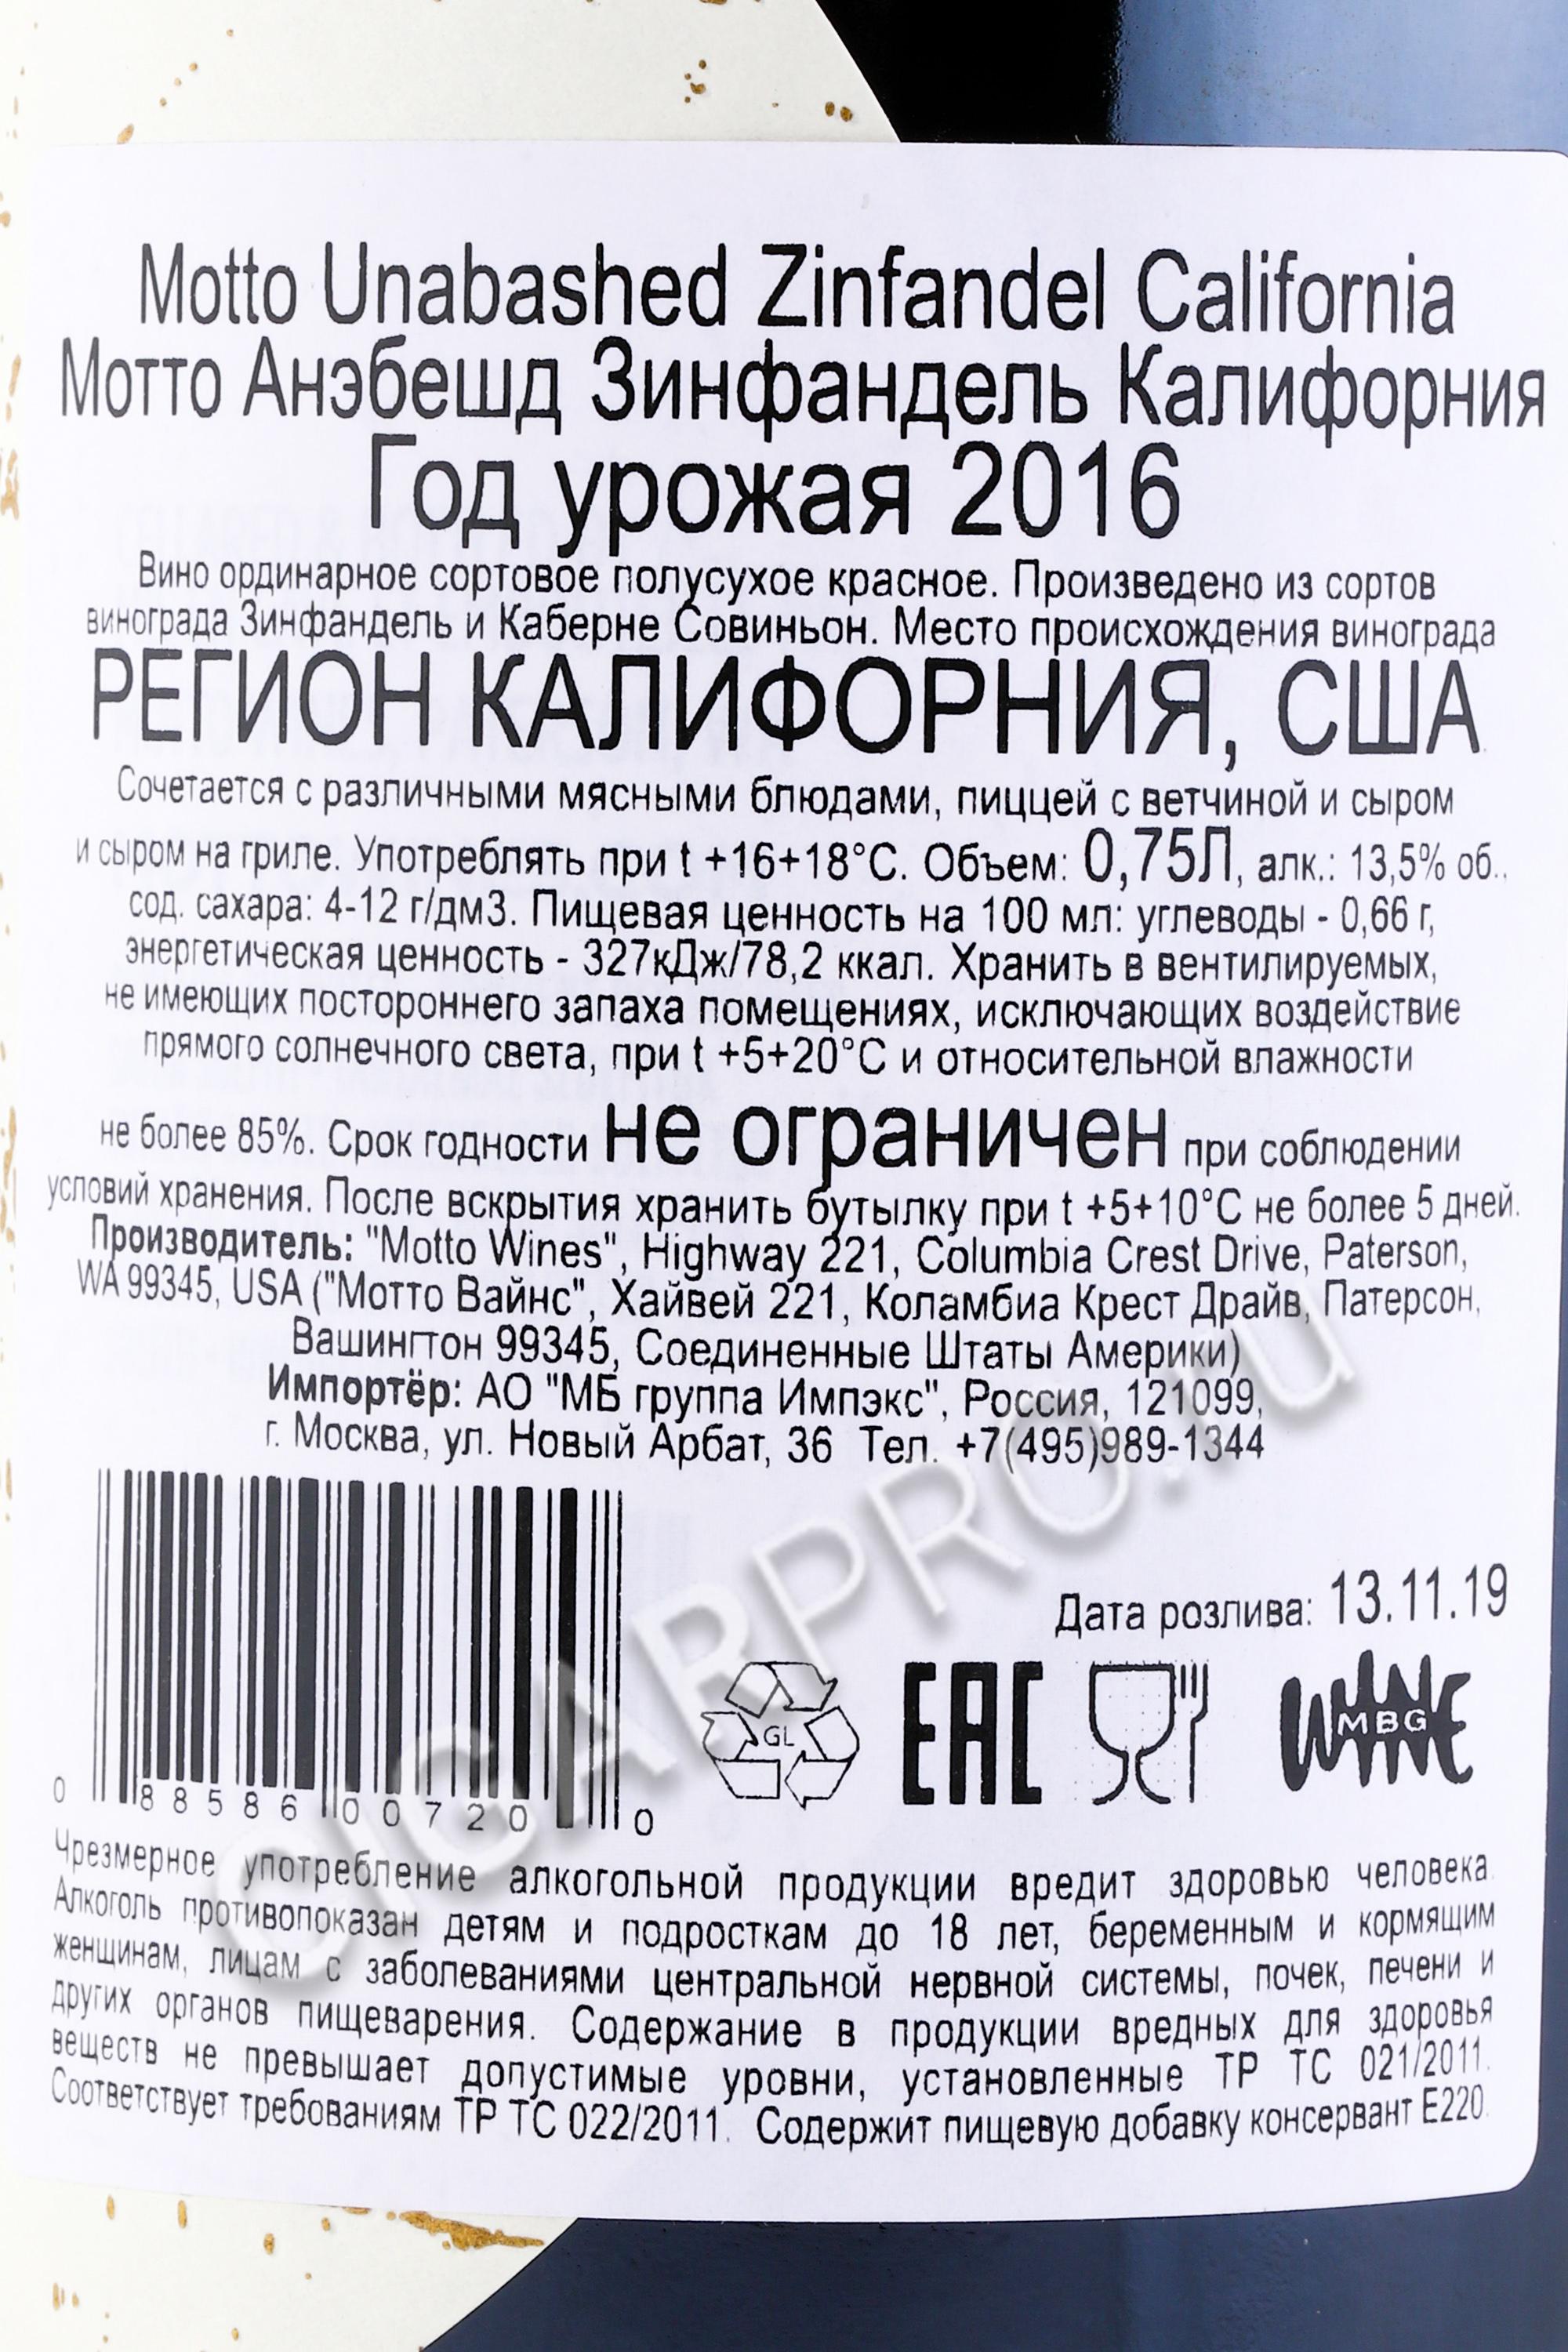 Motto Unabashed Zinfandel California
Мотто Анэбешд Зинфандель Калифорния
Год урожая 2016
Вино ординарное сортовое полусухое красное. Произведено из сортов
винограда Зинфандель и Каберне Совиньон. Место происхождения винограда
РЕГИОН КАЛИФОРНИЯ, США.
Сочетается с различными мясными блюдами, пиццей с ветчиной и сыром
и сыром на гриле. Употреблять при t +16+18°С. Объем: 0,75Л, алк.: 13,5% об.,
сод. сахара: 4-12 г/дм3. Пищевая ценность на 100 мл: углеводы - 0,66 г,
энергетическая ценность - 327кДж/78,2 ккал. Хранить в вентилируемых,
не имеющих постороннего запаха помещениях, исключающих воздействие
прямого солнечного света, при t +5+20°С и относительной влажности
не более 85%. Срок годности не ограничен при соблюдении
условий хранения. После вскрытия хранить бутылку при t +5+10°С не более 5 дней.
Производитель: "Motto Wines", Highway 221, Columbia Crest Drive, Paterson,
WA 99345, USA ("Мотто Вайнс", Хайвей 221, Коламбиа Крест Драйв, Патерсон,
Вашингтон 99345, Соединенные Штаты Америки)
Импортёр: АО "МБ группа Импэкс", Россия, 121099,
г. Москва, ул. Новый Арбат, 36 Тел. +7(495)989-1344
Дата розлива: 13.11.19
GL
EAC
WINE
MBG
0 88586 00720 0
CIGARPRO.ru
Чрезмерное употребление алкогольной продукции вредит здоровью человека.
Алкоголь противопоказан детям и подросткам до 18 лет, беременным и кормящим
женщинам, лицам с заболеваниями центральной нервной системы, почек, печени и
других органов пищеварения. Содержание в продукции вредных для здоровья
веществ не превышает допустимые уровни, установленные ТР ТС 021/2011.
Соответствует требованиям ТР ТС 022/2011. Содержит пищевую добавку консервант Е220.